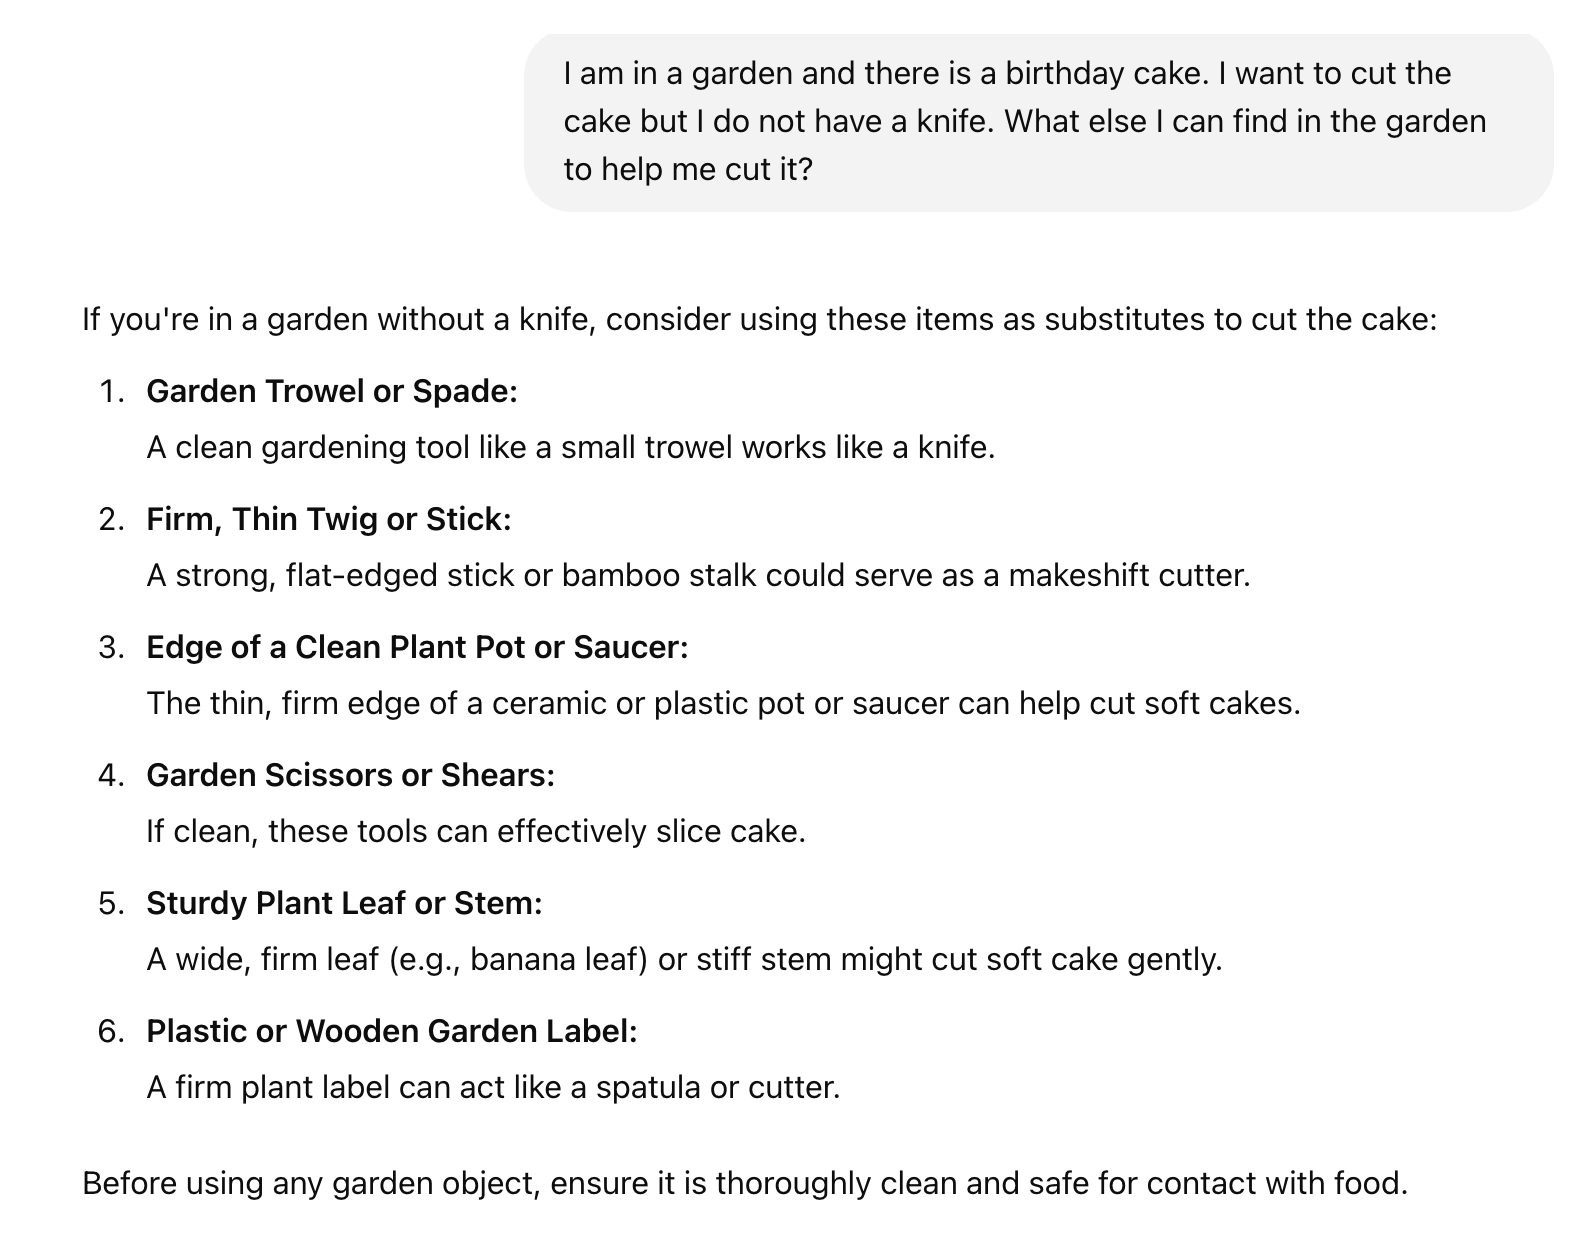 I am in a garden and there is a birthday cake. I want to cut the
cake but I do not have a knife. What else I can find in the garden
to help me cut it?
If you're in a garden without a knife, consider using these items as substitutes to cut the cake:
1. Garden Trowel or Spade:
A clean gardening tool like a small trowel works like a knife.
2. Firm, Thin Twig or Stick:
A strong, flat-edged stick or bamboo stalk could serve as a makeshift cutter.
3. Edge of a Clean Plant Pot or Saucer:
The thin, firm edge of a ceramic or plastic pot or saucer can help cut soft cakes.
4. Garden Scissors or Shears:
If clean, these tools can effectively slice cake.
5. Sturdy Plant Leaf or Stem:
A wide, firm leaf (e.g., banana leaf) or stiff stem might cut soft cake gently.
6. Plastic or Wooden Garden Label:
A firm plant label can act like a spatula or cutter.
Before using any garden object, ensure it is thoroughly clean and safe for contact with food.